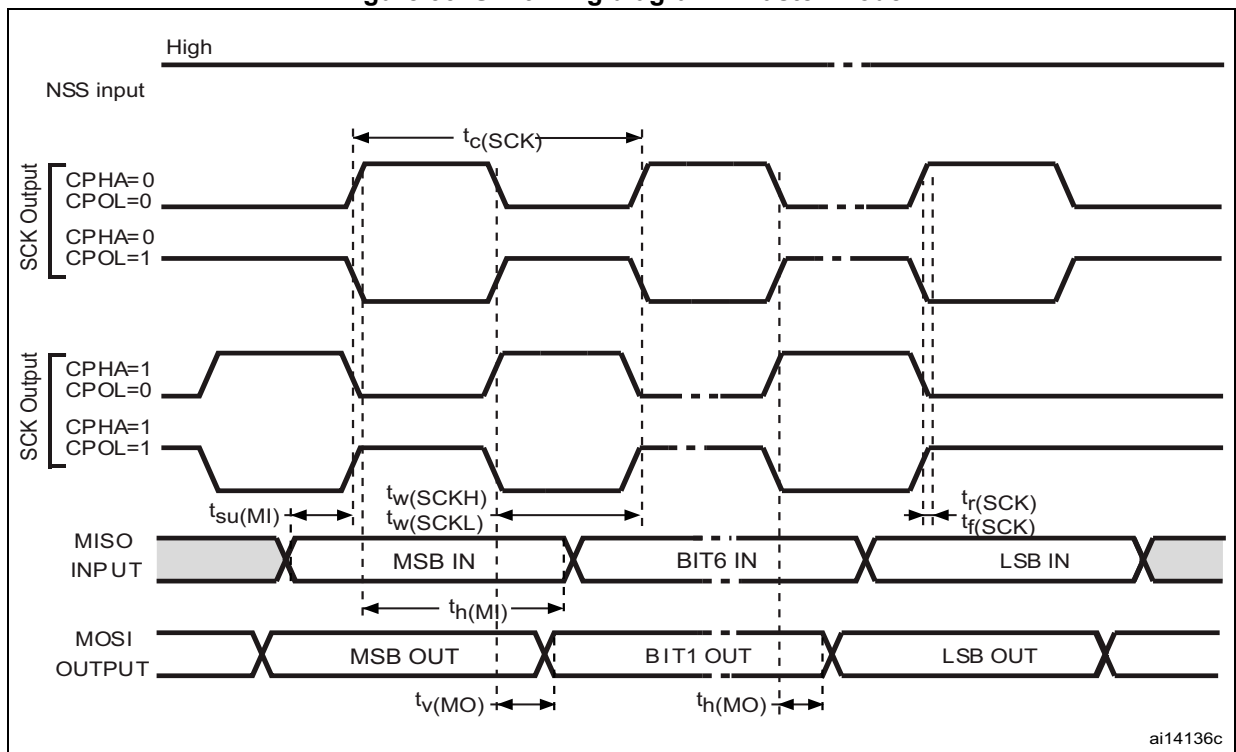 High
NSS input
tc(SCK)
SCK Output
CPHA=0
CPOL=0
CPHA=0
CPOL=1
SCK Output
CPHA=1
CPOL=0
CPHA=1
CPOL=1
tsu(MI)
tw(SCKH)
tw(SCKL)
tr(SCK)
tf(SCK)
MISO
INPUT
MSB IN
BIT6 IN
LSB IN
th(MI)
MOSI
OUTPUT
MSB OUT
BIT1 OUT
LSB OUT
tv(MO)
th(MO)
ai14136c